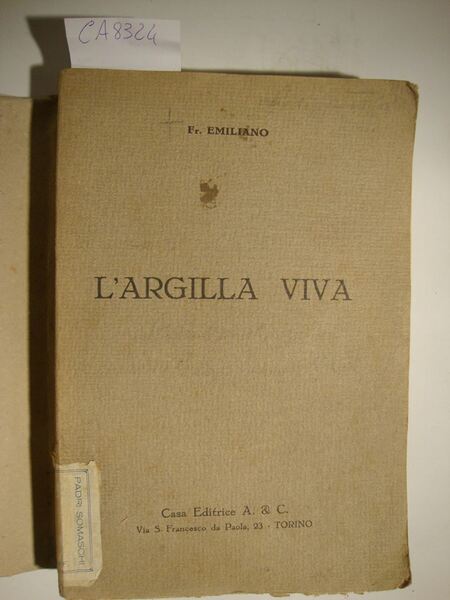 CA8324
Fr. EMILIANO
L'ARGILLA VIVA
Casa Editrice A. & C.
Via S. Francesco da Paola, 23 - TORINO
PADRI SOMASCHI